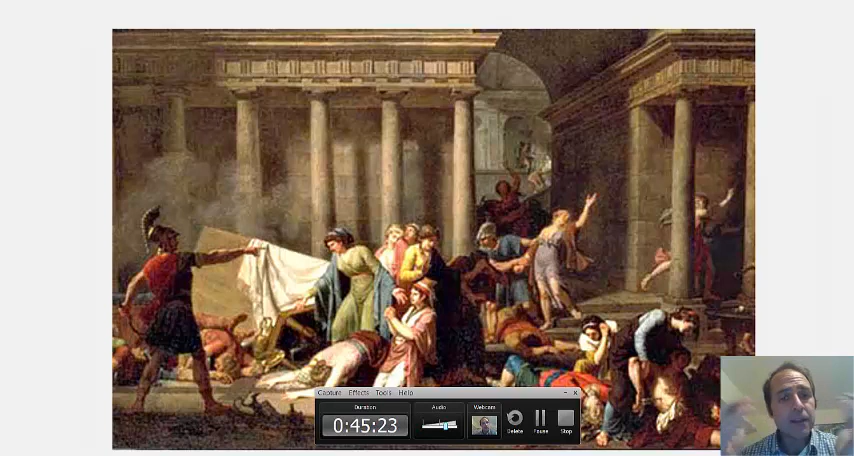 Capture Effects Tools Help
Duration Audio Webcam
0:45:23
Delete Pause Stop